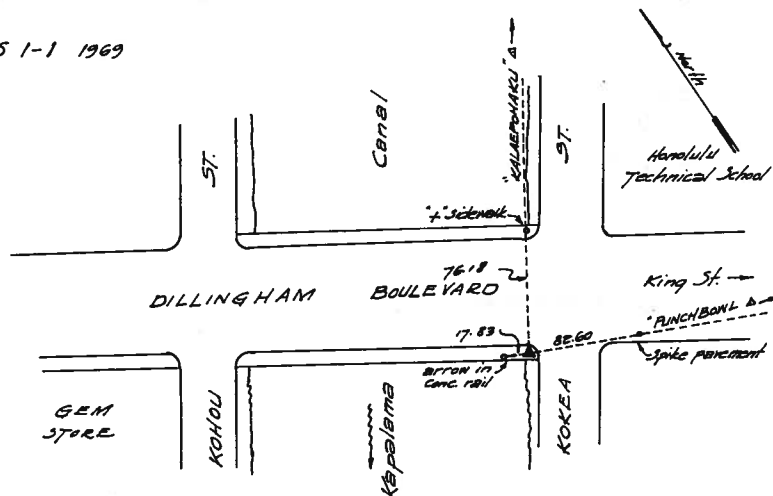 S 1-1 1969
ST.
Canal
"KALAEPOHAKU" Δ
ST.
North
Honolulu
Technical School
"+" sidewalk
76.18
DILLINGHAM BOULEVARD
King St.
"PUNCHBOWL" Δ
17.83
82.60
arrow in
conc. rail
Spike pavement
GEM
STORE
KOHOU
Kapalama
KOKEA